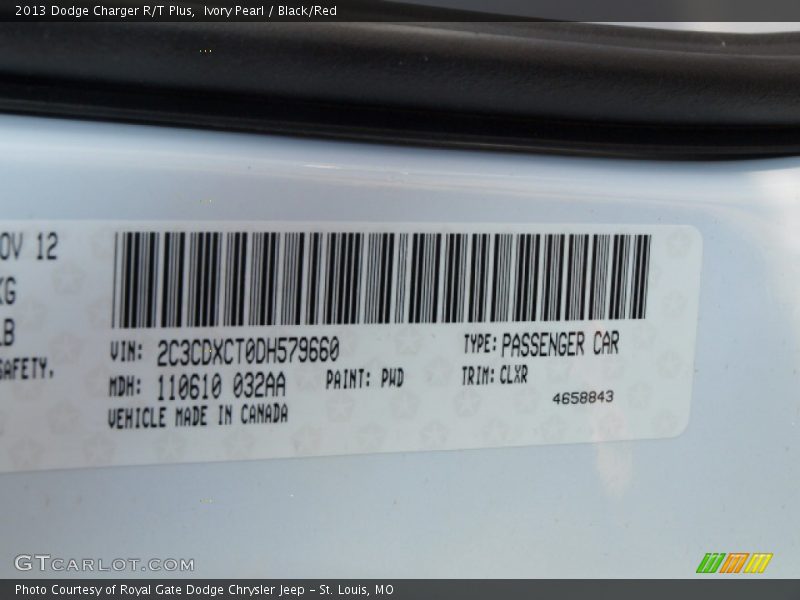 2013 Dodge Charger R/T Plus, Ivory Pearl / Black/Red
OV 12
KG
LB
SAFETY.
VIN: 2C3CDXCT0DH579660
TYPE: PASSENGER CAR
MDH: 110610 032AA
PAINT: PWD
TRIM: CLXR
VEHICLE MADE IN CANADA
4658843
GTCARLOT.COM
Photo Courtesy of Royal Gate Dodge Chrysler Jeep – St. Louis, MO